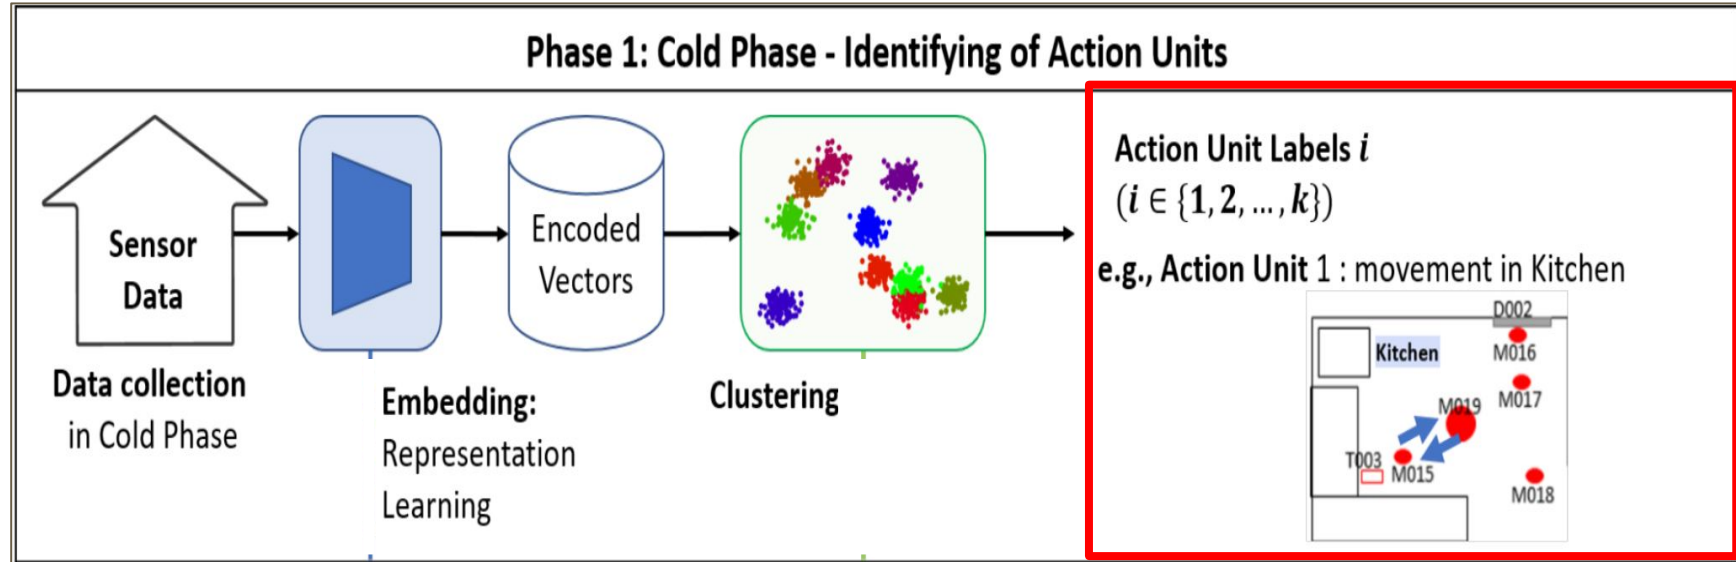 Phase 1: Cold Phase - Identifying of Action Units
Sensor
Data
Data collection
in Cold Phase
Embedding:
Representation
Learning
Encoded
Vectors
Clustering
Action Unit Labels i
(i ∈ {1, 2, ..., k})
e.g., Action Unit 1 : movement in Kitchen
D002
Kitchen
M016
M017
M019
T003
M015
M018